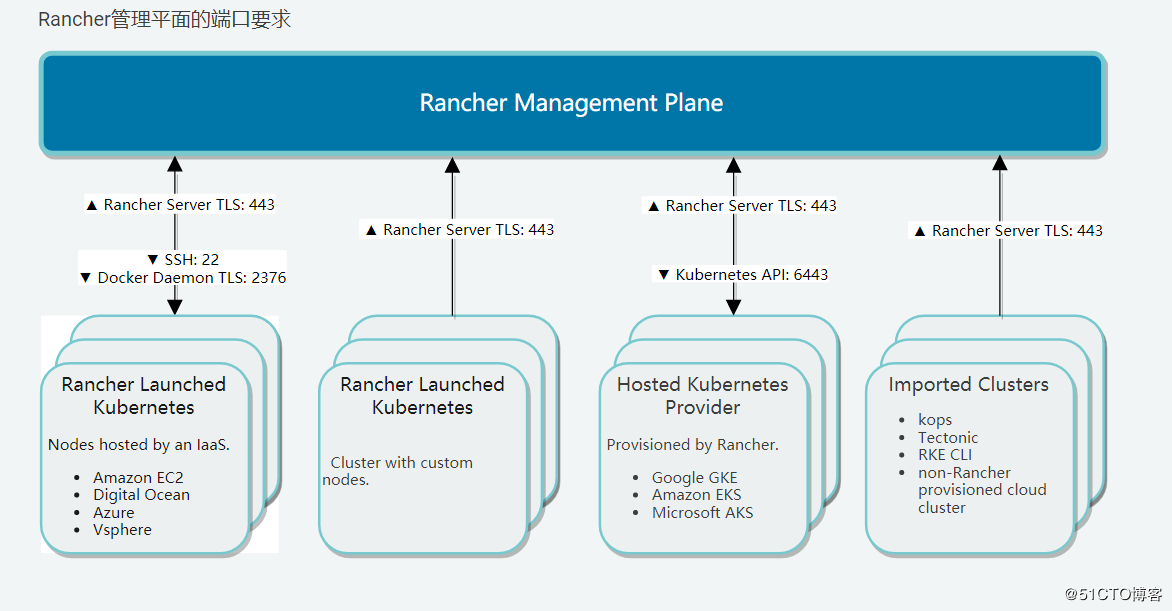 Rancher管理平面的端口要求
Rancher Management Plane
▲ Rancher Server TLS: 443
▼ SSH: 22
▼ Docker Daemon TLS: 2376
▲ Rancher Server TLS: 443
▲ Rancher Server TLS: 443
▼ Kubernetes API: 6443
▲ Rancher Server TLS: 443
Rancher Launched
Kubernetes
Nodes hosted by an IaaS.
• Amazon EC2
• Digital Ocean
• Azure
• Vsphere
Rancher Launched
Kubernetes
Cluster with custom
nodes.
Hosted Kubernetes
Provider
Provisioned by Rancher.
• Google GKE
• Amazon EKS
• Microsoft AKS
Imported Clusters
• kops
• Tectonic
• RKE CLI
• non-Rancher
provisioned cloud
cluster
@51CTO博客